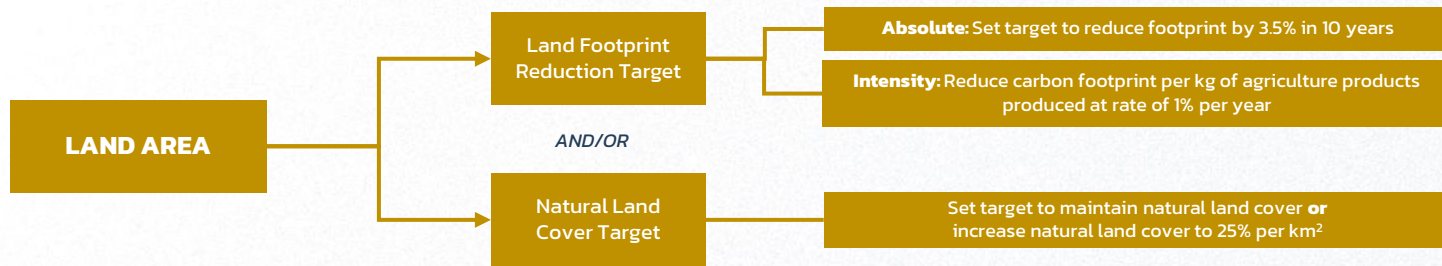 LAND AREA
Land Footprint
Reduction Target
Absolute: Set target to reduce footprint by 3.5% in 10 years
Intensity: Reduce carbon footprint per kg of agriculture products
produced at rate of 1% per year
AND/OR
Natural Land
Cover Target
Set target to maintain natural land cover or
increase natural land cover to 25% per km²